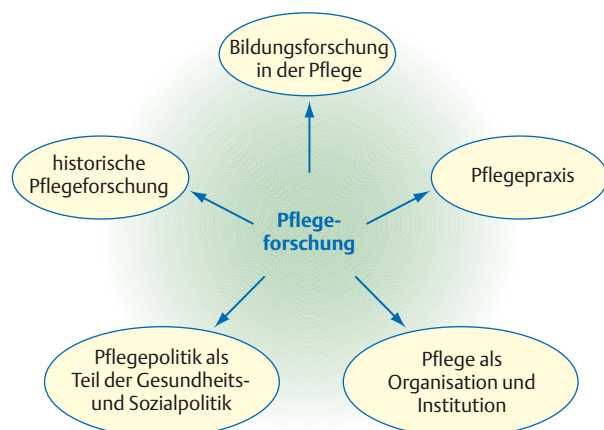 Bildungsforschung
in der Pflege
historische
Pflegeforschung
Pflegepraxis
Pflege-
forschung
Pflegepolitik als
Teil der Gesundheits-
und Sozialpolitik
Pflege als
Organisation und
Institution